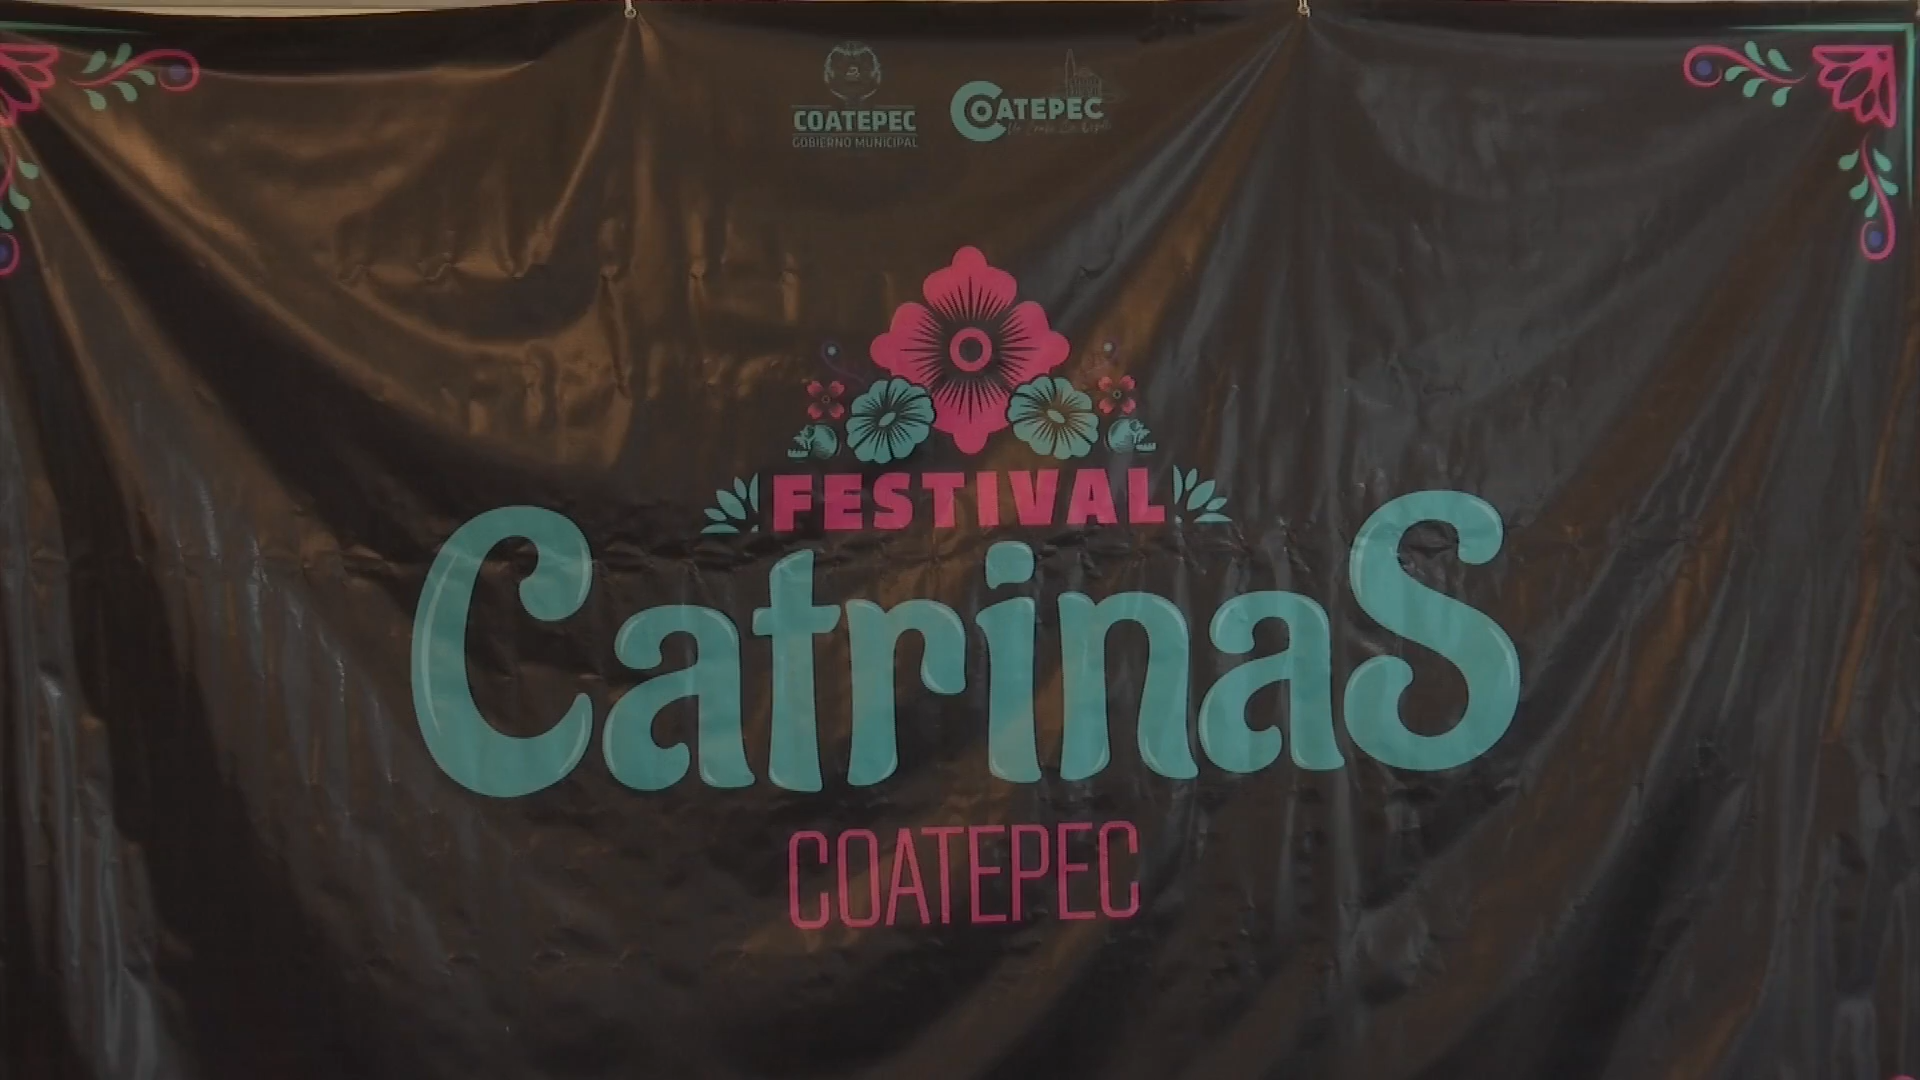 COATEPEC
GOBIERNO MUNICIPAL
COATEPEC
FESTIVAL
CatrinaS
COATEPEC